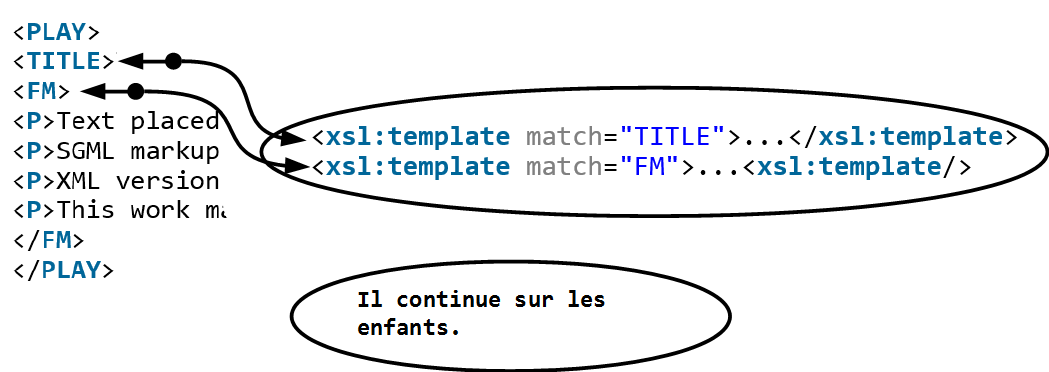 <PLAY>
<TITLE>
<FM>
<P>Text placed
<P>SGML markup
<P>XML version
<P>This work
</FM>
</PLAY>
<xsl:template match="TITLE">...</xsl:template>
<xsl:template match="FM">...<xsl:template/>
Il continue sur les
enfants.